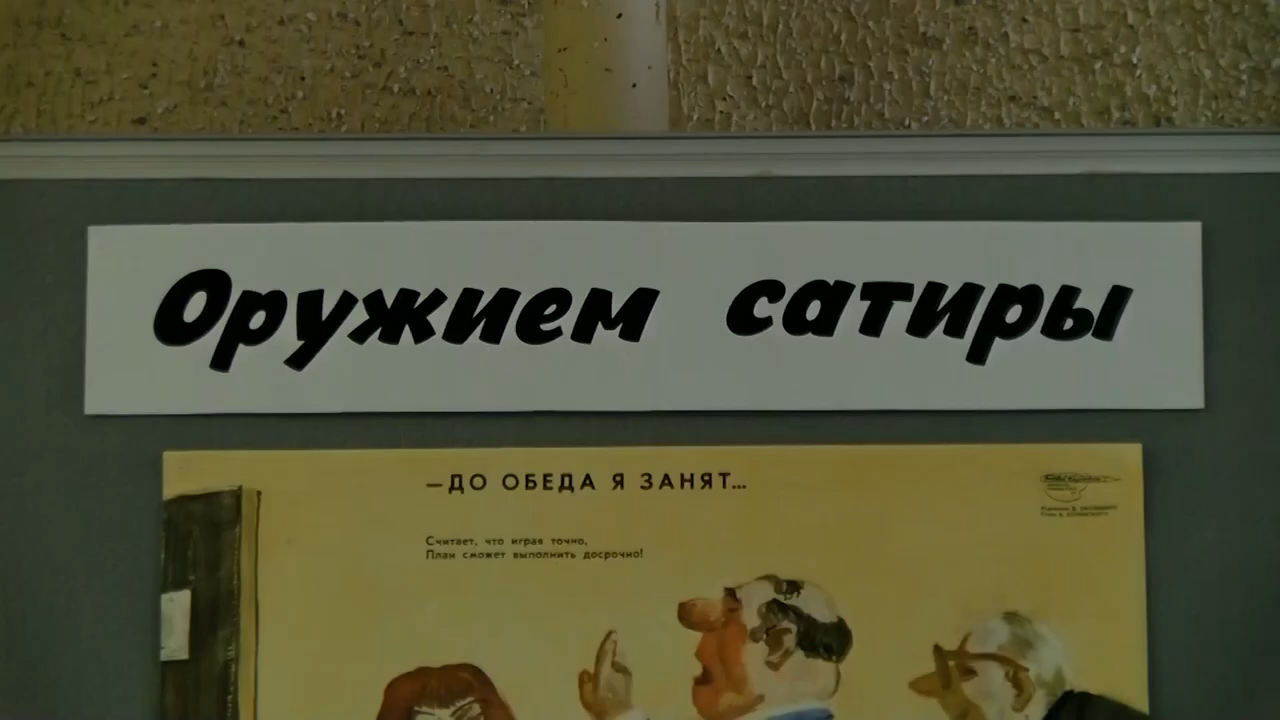 Оружием сатиры
—ДО ОБЕДА Я ЗАНЯТ...
Считает, что играя точно,
План сможет выполнить досрочно!